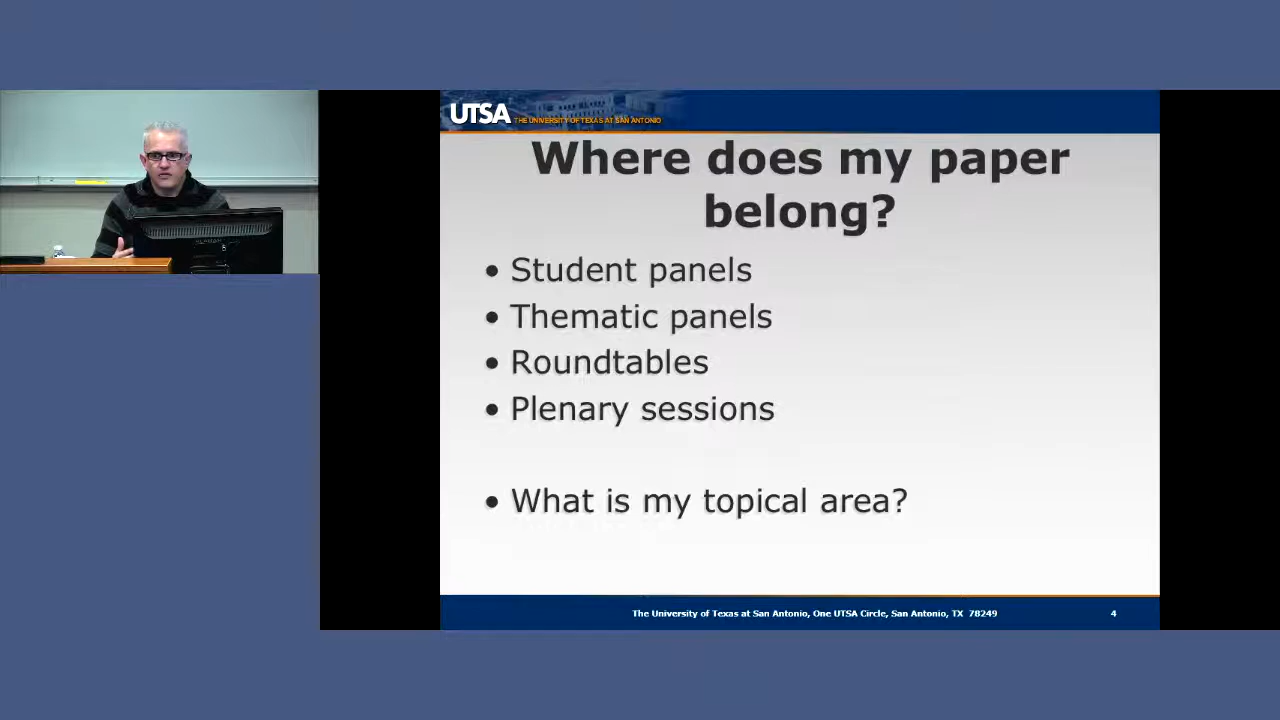 UTSA THE UNIVERSITY OF TEXAS AT SAN ANTONIO
Where does my paper
belong?
• Student panels
• Thematic panels
• Roundtables
• Plenary sessions
• What is my topical area?
The University of Texas at San Antonio, One UTSA Circle, San Antonio, TX 78249 4